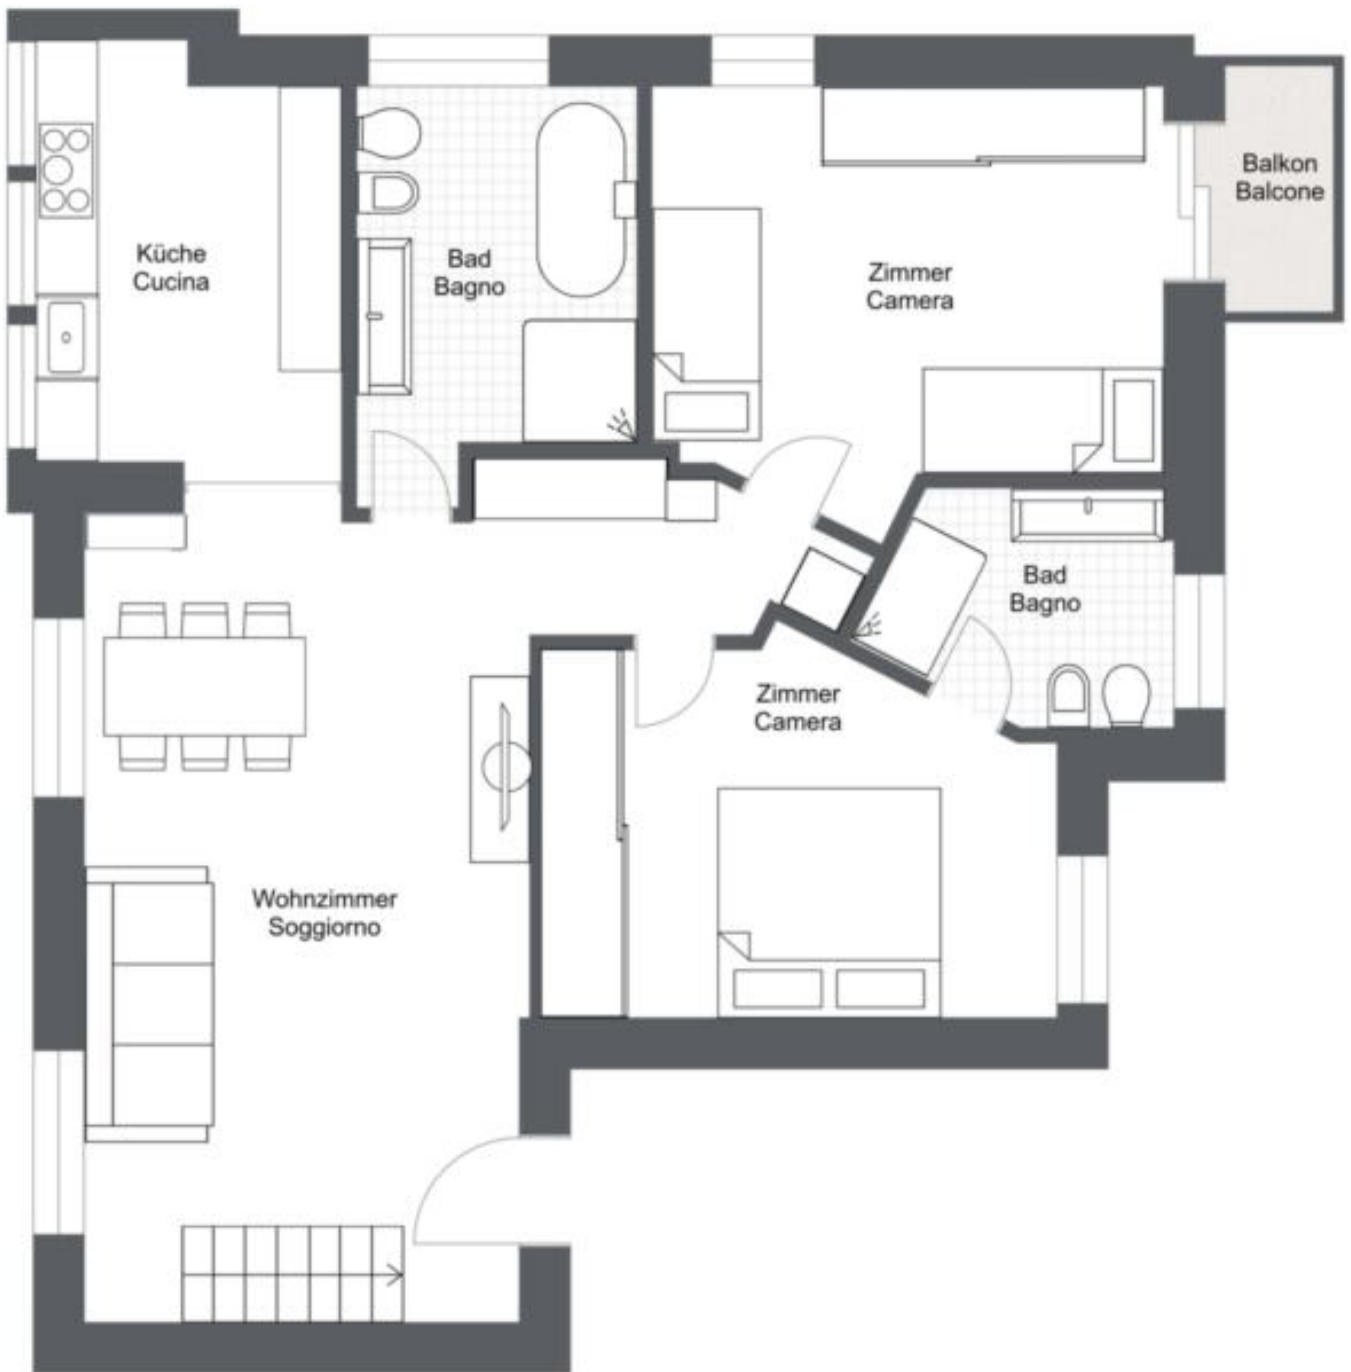 Küche
Cucina
Bad
Bagno
Zimmer
Camera
Balkon
Balcone
Bad
Bagno
Zimmer
Camera
Wohnzimmer
Soggiorno